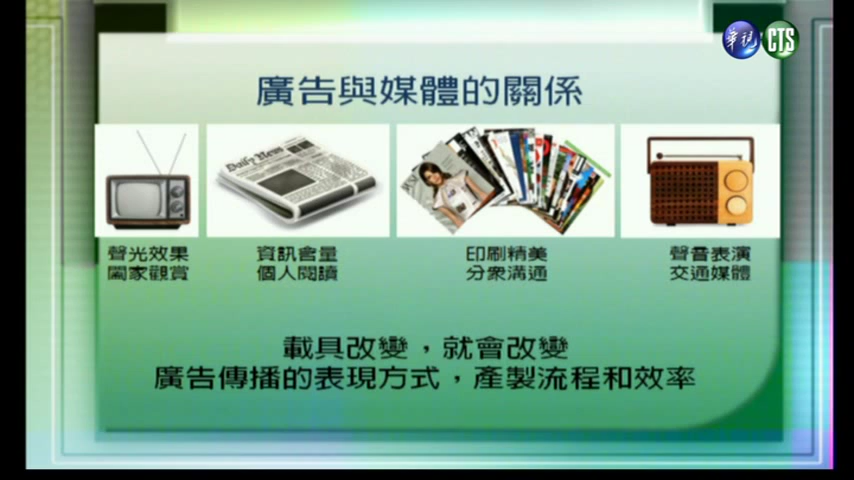 華視 CTS
廣告與媒體的關係
Daily News
聲光效果
闔家觀賞
資訊含量
個人閱讀
印刷精美
分眾溝通
聲音表演
交通媒體
載具改變，就會改變
廣告傳播的表現方式，產製流程和效率